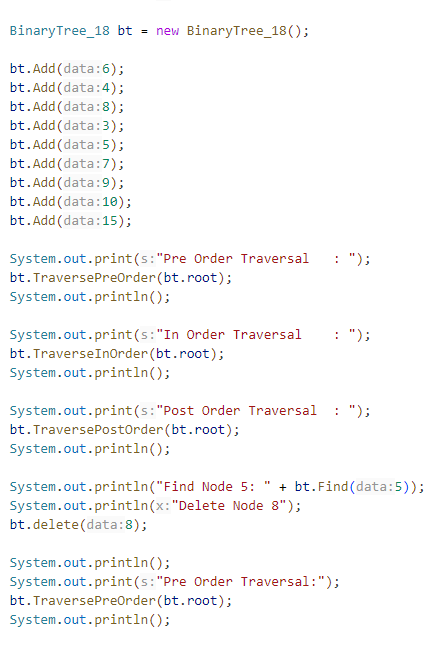 BinaryTree_18 bt = new BinaryTree_18();
bt.Add(data:6);
bt.Add(data:4);
bt.Add(data:8);
bt.Add(data:3);
bt.Add(data:5);
bt.Add(data:7);
bt.Add(data:9);
bt.Add(data:10);
bt.Add(data:15);
System.out.print(s:"Pre Order Traversal   : ");
bt.TraversePreOrder(bt.root);
System.out.println();
System.out.print(s:"In Order Traversal    : ");
bt.TraverseInOrder(bt.root);
System.out.println();
System.out.print(s:"Post Order Traversal  : ");
bt.TraversePostOrder(bt.root);
System.out.println();
System.out.println("Find Node 5: " + bt.Find(data:5));
System.out.println(x:"Delete Node 8");
bt.delete(data:8);
System.out.println();
System.out.print(s:"Pre Order Traversal:");
bt.TraversePreOrder(bt.root);
System.out.println();